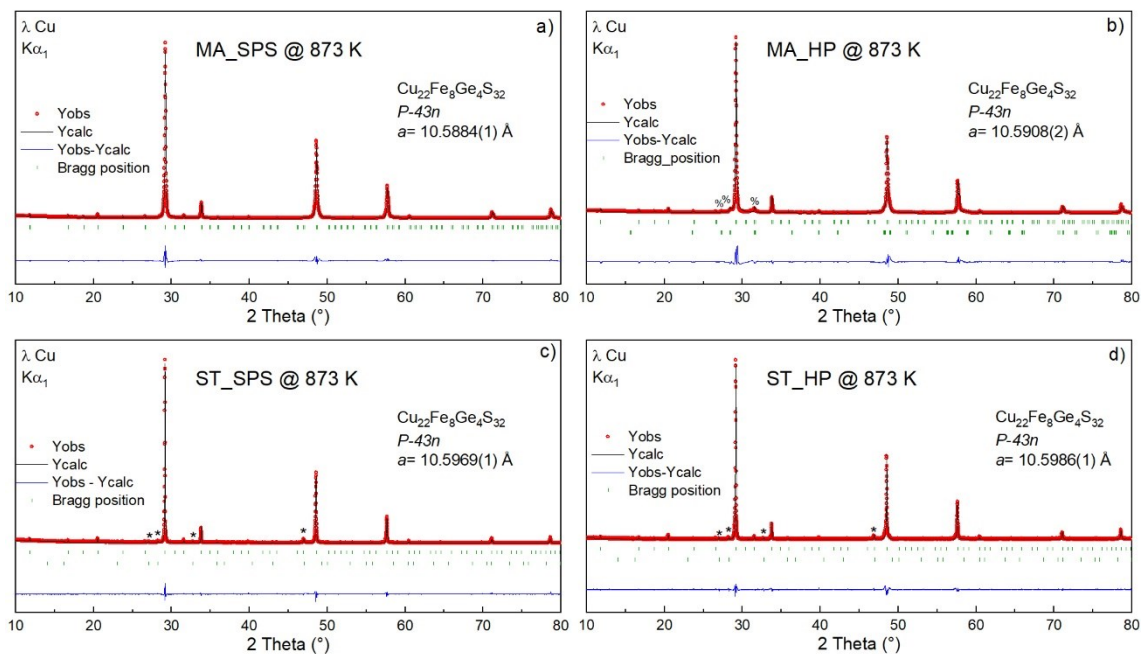 λ Cu
Kα₁
a)
MA_SPS @ 873 K
Cu₂₂Fe₈Ge₄S₃₂
P-43n
a= 10.5884(1) Å
Yobs
Ycalc
Yobs-Ycalc
Bragg position
10 20 30 40 50 60 70 80
2 Theta (°)
λ Cu
Kα₁
b)
MA_HP @ 873 K
Cu₂₂Fe₈Ge₄S₃₂
P-43n
a= 10.5908(2) Å
Yobs
Ycalc
Yobs-Ycalc
Bragg_position
% % %
10 20 30 40 50 60 70 80
2 Theta (°)
λ Cu
Kα₁
c)
ST_SPS @ 873 K
Cu₂₂Fe₈Ge₄S₃₂
P-43n
a= 10.5969(1) Å
Yobs
Ycalc
Yobs - Ycalc
Bragg position
* * * *
10 20 30 40 50 60 70 80
2 Theta (°)
λ Cu
Kα₁
d)
ST_HP @ 873 K
Cu₂₂Fe₈Ge₄S₃₂
P-43n
a= 10.5986(1) Å
Yobs
Ycalc
Yobs-Ycalc
Bragg position
* * * *
10 20 30 40 50 60 70 80
2 Theta (°)